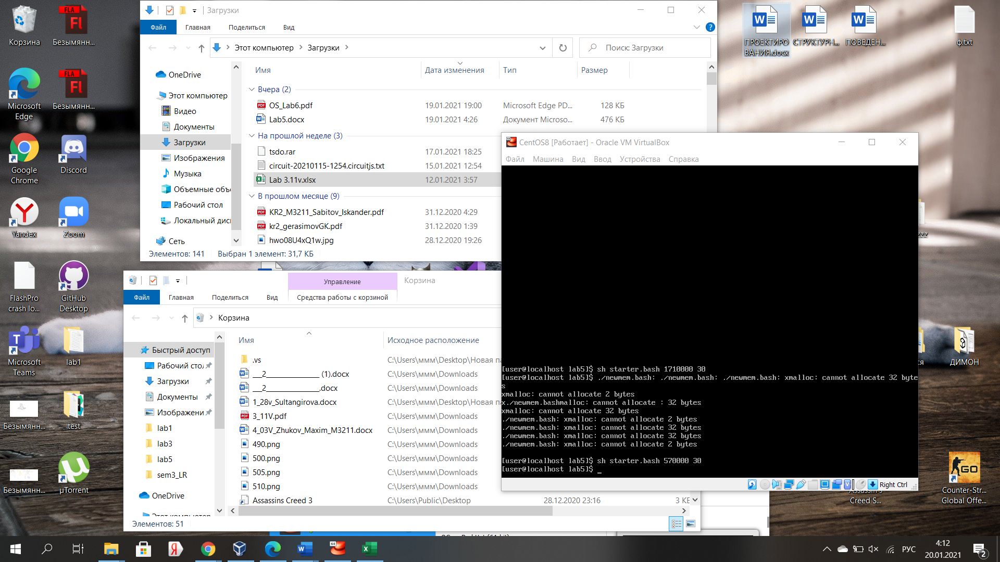 Корзина
Безымянн...
Microsoft
Edge
Безымянн...
Google
Chrome
Discord
Yandex
Zoom
FlashPro
crash lo...
GitHub
Desktop
Microsoft
Teams
lab1
Безымянн...
test
Безымянн...
µTorrent
Загрузки
Файл
Главная
Поделиться
Вид
Этот компьютер
Загрузки
Поиск: Загрузки
OneDrive
Этот компьютер
Видео
Документы
Загрузки
Изображения
Музыка
Рабочий стол
Сеть
Имя Дата изменения Тип Размер
Вчера (2)
OS_Lab6.pdf 19.01.2021 19:00 Microsoft Edge PD... 128 КБ
Lab5.docx 19.01.2021 4:26 Документ Microso... 476 КБ
На прошлой неделе (3)
tsdo.rar 17.01.2021 18:25
circuit-20210115-1254.circuitjs.txt 15.01.2021 12:54
Lab 3.11v.xlsx 12.01.2021 3:57
В прошлом месяце (9)
KR2_M3211_Sabitov_Iskander.pdf 31.12.2020 4:29
kr2_gerasimovGK.pdf 31.12.2020 1:39
hwo08U4xQ1w.jpg 28.12.2020 19:26
Элементов: 141 Выбран 1 элемент: 31,7 КБ
Управление
Корзина
Файл
Главная
Поделиться
Вид
Средства работы с корзиной
Корзина
Быстрый доступ
Загрузки
Документы
lab1
lab3
lab5
sem3_LR
OneDrive
Имя Исходное расположение
.vs C:\Users\ммм\Desktop\Новая
__2______________ (1).docx C:\Users\ммм\Downloads
__2______________.docx C:\Users\ммм\Downloads
1_28v_Sultangirova.docx C:\Users\ммм\Desktop\Новая
3_11V.pdf C:\Users\ммм\Downloads
4_03V_Zhukov_Maxim_M3211.docx C:\Users\ммм\Downloads
490.png C:\Users\ммм\Downloads
500.png C:\Users\ммм\Downloads
505.png C:\Users\ммм\Downloads
510.png C:\Users\ммм\Downloads
Assassins Creed 3 C:\Users\Public\Desktop 28.12.2020 23:16 3 КБ
Элементов: 51
CentOS8 [Работает] - Oracle VM VirtualBox
Файл Машина Вид Ввод Устройства Справка
[user@localhost lab5]$ sh starter.bash 1710000 30
[user@localhost lab5]$ ./newmem.bash: ./newmem.bash: ./newmem.bash: xmalloc: cannot allocate 32 byte
s
xmalloc: cannot allocate 2 bytes
x./newmem.bashmalloc: cannot allocate : 32 bytes
xmalloc: cannot allocate 32 bytes
./newmem.bash: xmalloc: cannot allocate 2 bytes
./newmem.bash: xmalloc: cannot allocate 32 bytes
./newmem.bash: xmalloc: cannot allocate 32 bytes
./newmem.bash: xmalloc: cannot allocate 2 bytes
[user@localhost lab5]$ sh starter.bash 570000 30
[user@localhost lab5]$ _
Right Ctrl
ПРОЕКТИРО
ВАНИЯ.docx
СТРУКТУРН...
ПОВЕДЕН...
ф.txt
ДИМОН
Creed S...
Counter-Str...
Global Offe...
РУС
4:12
20.01.2021
2